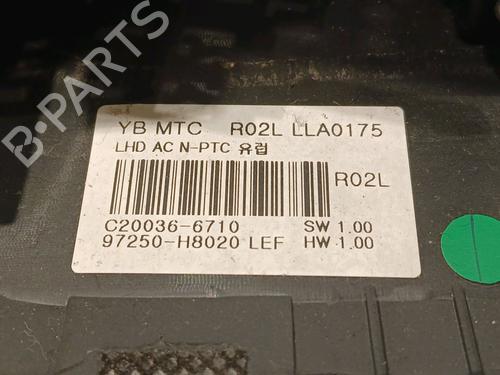 YB MTC R02L LLA0175
LHD AC N-PTC 유럽
R02L
C20036-6710 SW 1.00
97250-H8020 LEF HW 1.00
B-PARTS